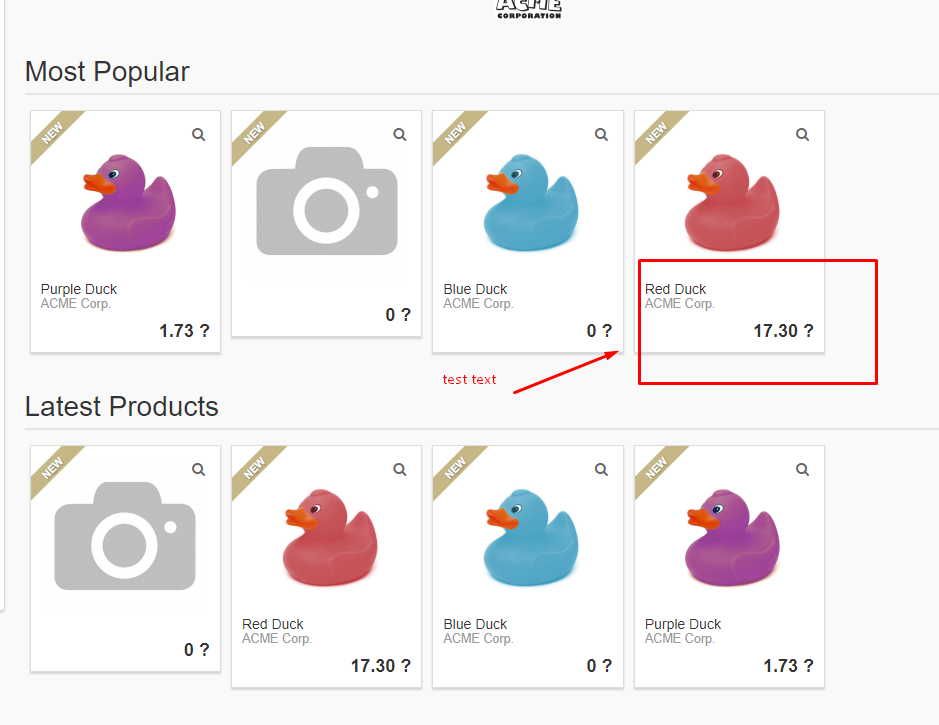 ACME
CORPORATION
Most Popular
NEW
NEW
NEW
NEW
Purple Duck
ACME Corp.
1.73 ?
0 ?
Blue Duck
ACME Corp.
0 ?
Red Duck
ACME Corp.
17.30 ?
test text
Latest Products
NEW
NEW
NEW
NEW
0 ?
Red Duck
ACME Corp.
17.30 ?
Blue Duck
ACME Corp.
0 ?
Purple Duck
ACME Corp.
1.73 ?